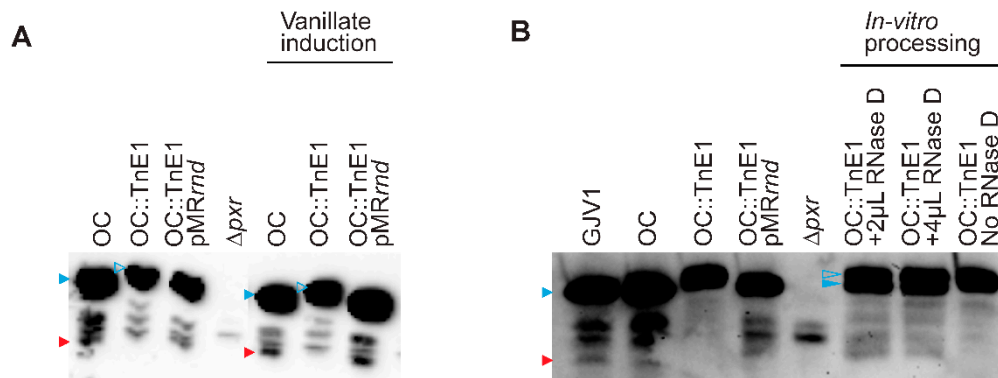 A
Vanillate
induction
OC
OC::TnE1
OC::TnE1
pMRrnd
Δpxr
OC
OC::TnE1
OC::TnE1
pMRrnd
B
In-vitro
processing
GJV1
OC
OC::TnE1
OC::TnE1
pMRrnd
Δpxr
OC::TnE1
+2µL RNase D
OC::TnE1
+4µL RNase D
OC::TnE1
No RNase D